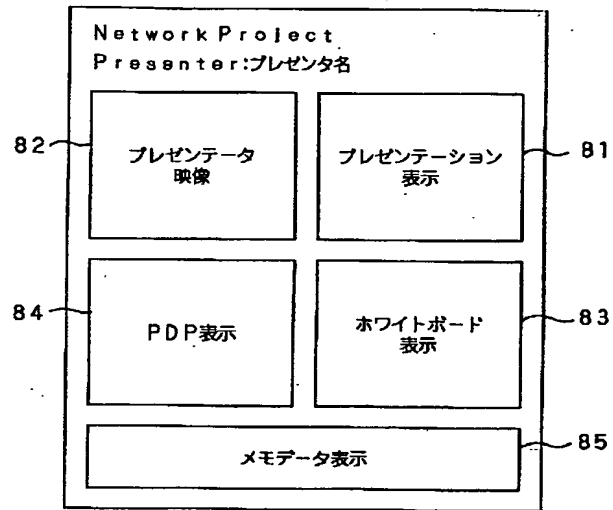 Network Project
Presenter:プレゼンタ名
82
プレゼンテータ
映像
プレゼンテーション
表示
81
84
PDP表示
ホワイトボード
表示
83
メモデータ表示
85